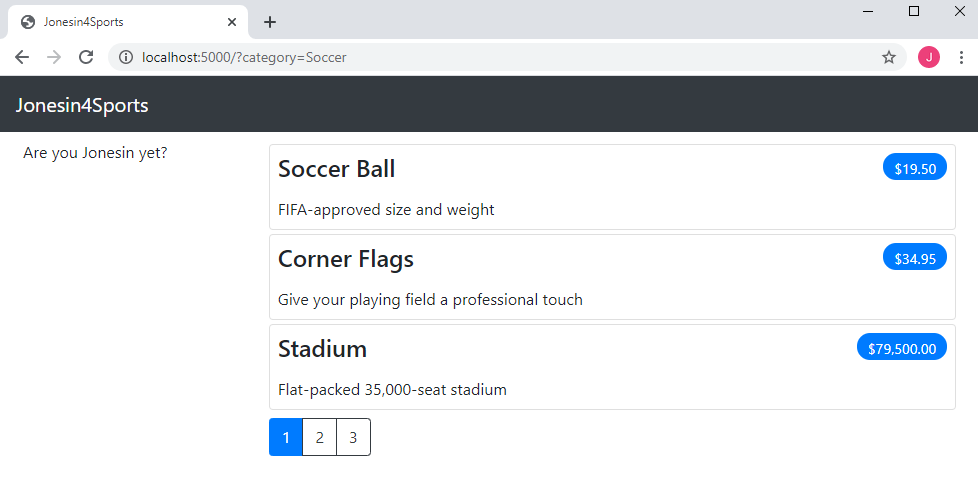 Jonesin4Sports
localhost:5000/?category=Soccer
J
Jonesin4Sports
Are you Jonesin yet?
Soccer Ball
$19.50
FIFA-approved size and weight
Corner Flags
$34.95
Give your playing field a professional touch
Stadium
$79,500.00
Flat-packed 35,000-seat stadium
1 2 3